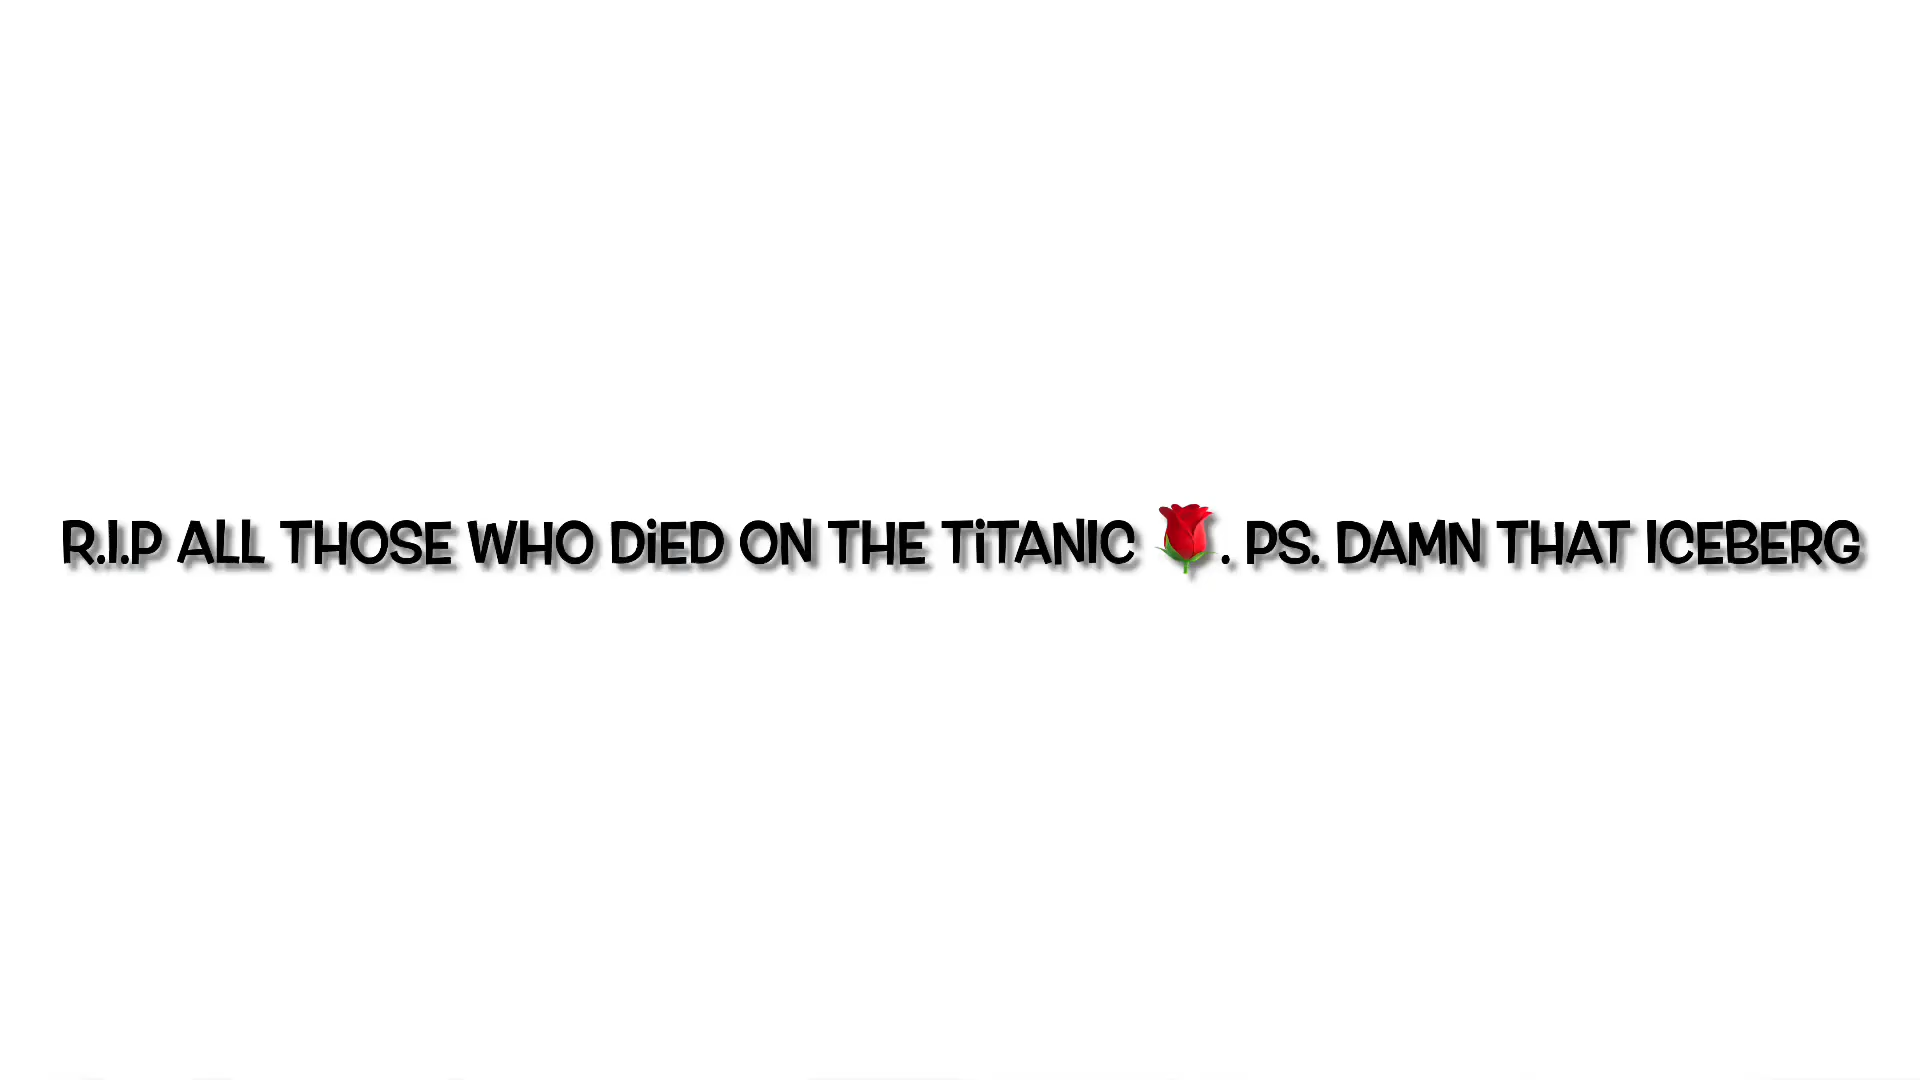 R.I.P ALL THOSE WHO DiED ON THE TiTANIC 🌹. PS. DAMN THAT ICEBERG